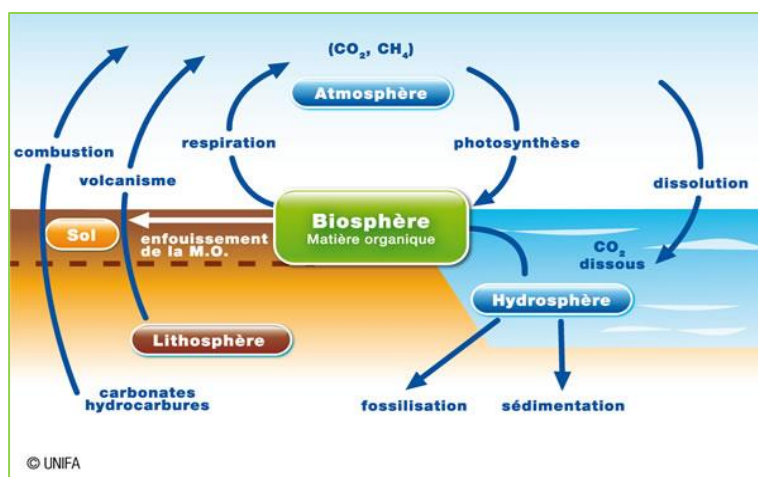 (CO₂, CH₄)
Atmosphère
respiration
photosynthèse
combustion
volcanisme
dissolution
Biosphère
Matière organique
Sol
enfouissement
de la M.O.
CO₂
dissous
Hydrosphère
Lithosphère
carbonates
hydrocarbures
fossilisation
sédimentation
© UNIFA